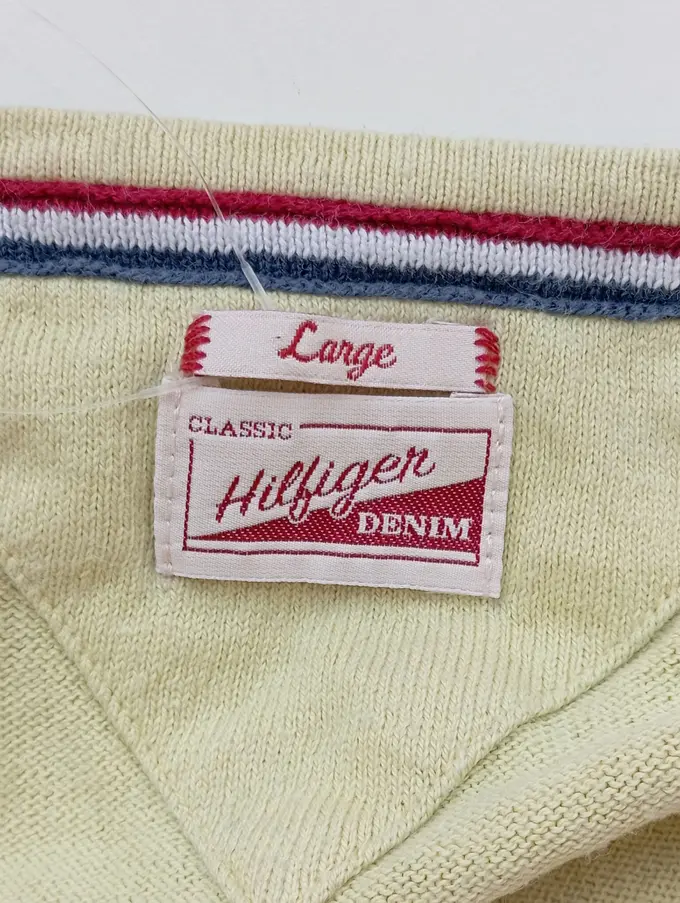 Large
CLASSIC
Hilfiger
DENIM